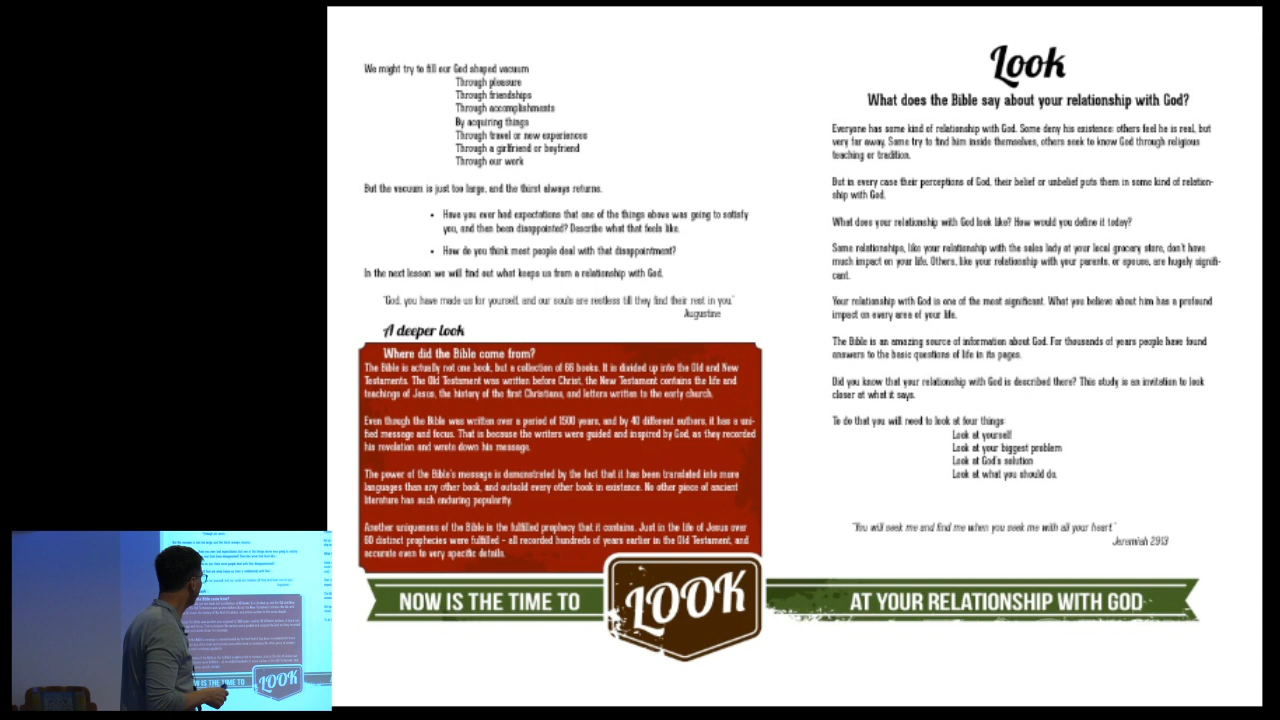 We might try to fill our God shaped vacuum
Through pleasure
Through friendships
Through accomplishments
By acquiring things
Through travel or new experiences
Through a girlfriend or boyfriend
Through our work
But the vacuum is just too large, and the thirst always returns.
• Have you ever had expectations that one of the things above was going to satisfy
you, and then been disappointed? Describe what that feels like.
• How do you think most people deal with that disappointment?
In the next lesson we will find out what keeps us from a relationship with God.
"God, you have made us for yourself, and our souls are restless till they find their rest in you."
Augustine
A deeper look
Where did the Bible come from?
The Bible is actually not one book, but a collection of 66 books. It is divided up into the Old and New
Testaments. The Old Testament was written before Christ, the New Testament contains the life and
teachings of Jesus, the history of the first Christians, and letters written to the early church.
Even though the Bible was written over a period of 1500 years, and by 40 different authors, it has a uni-
fied message and focus. That is because the writers were guided and inspired by God, as they recorded
his revelation and wrote down his message.
The power of the Bible's message is demonstrated by the fact that it has been translated into more
languages than any other book, and outsold every other book in existence. No other piece of ancient
literature has such enduring popularity.
Another uniqueness of the Bible is the fulfilled prophecy that it contains. Just in the life of Jesus over
60 distinct prophecies were fulfilled - all recorded hundreds of years earlier in the Old Testament, and
accurate even to very specific details.
Look
What does the Bible say about your relationship with God?
Everyone has some kind of relationship with God. Some deny his existence: others feel he is real, but
very far away. Some try to find him inside themselves, others seek to know God through religious
teaching or tradition.
But in every case their perceptions of God, their belief or unbelief puts them in some kind of relation-
ship with God.
What does your relationship with God look like? How would you define it today?
Some relationships, like your relationship with the sales lady at your local grocery store, don't have
much impact on your life. Others, like your relationship with your parents, or spouse, are hugely signifi-
cant.
Your relationship with God is one of the most significant. What you believe about him has a profound
impact on every area of your life.
The Bible is an amazing source of information about God. For thousands of years people have found
answers to the basic questions of life in its pages.
Did you know that your relationship with God is described there? This study is an invitation to look
closer at what it says.
To do that you will need to look at four things:
Look at yourself
Look at your biggest problem
Look at God's solution
Look at what you should do.
"You will seek me and find me when you seek me with all your heart."
Jeremiah 29:13
NOW IS THE TIME TO
LOOK
AT YOUR RELATIONSHIP WITH GOD
IS THE TIME TO
LOOK